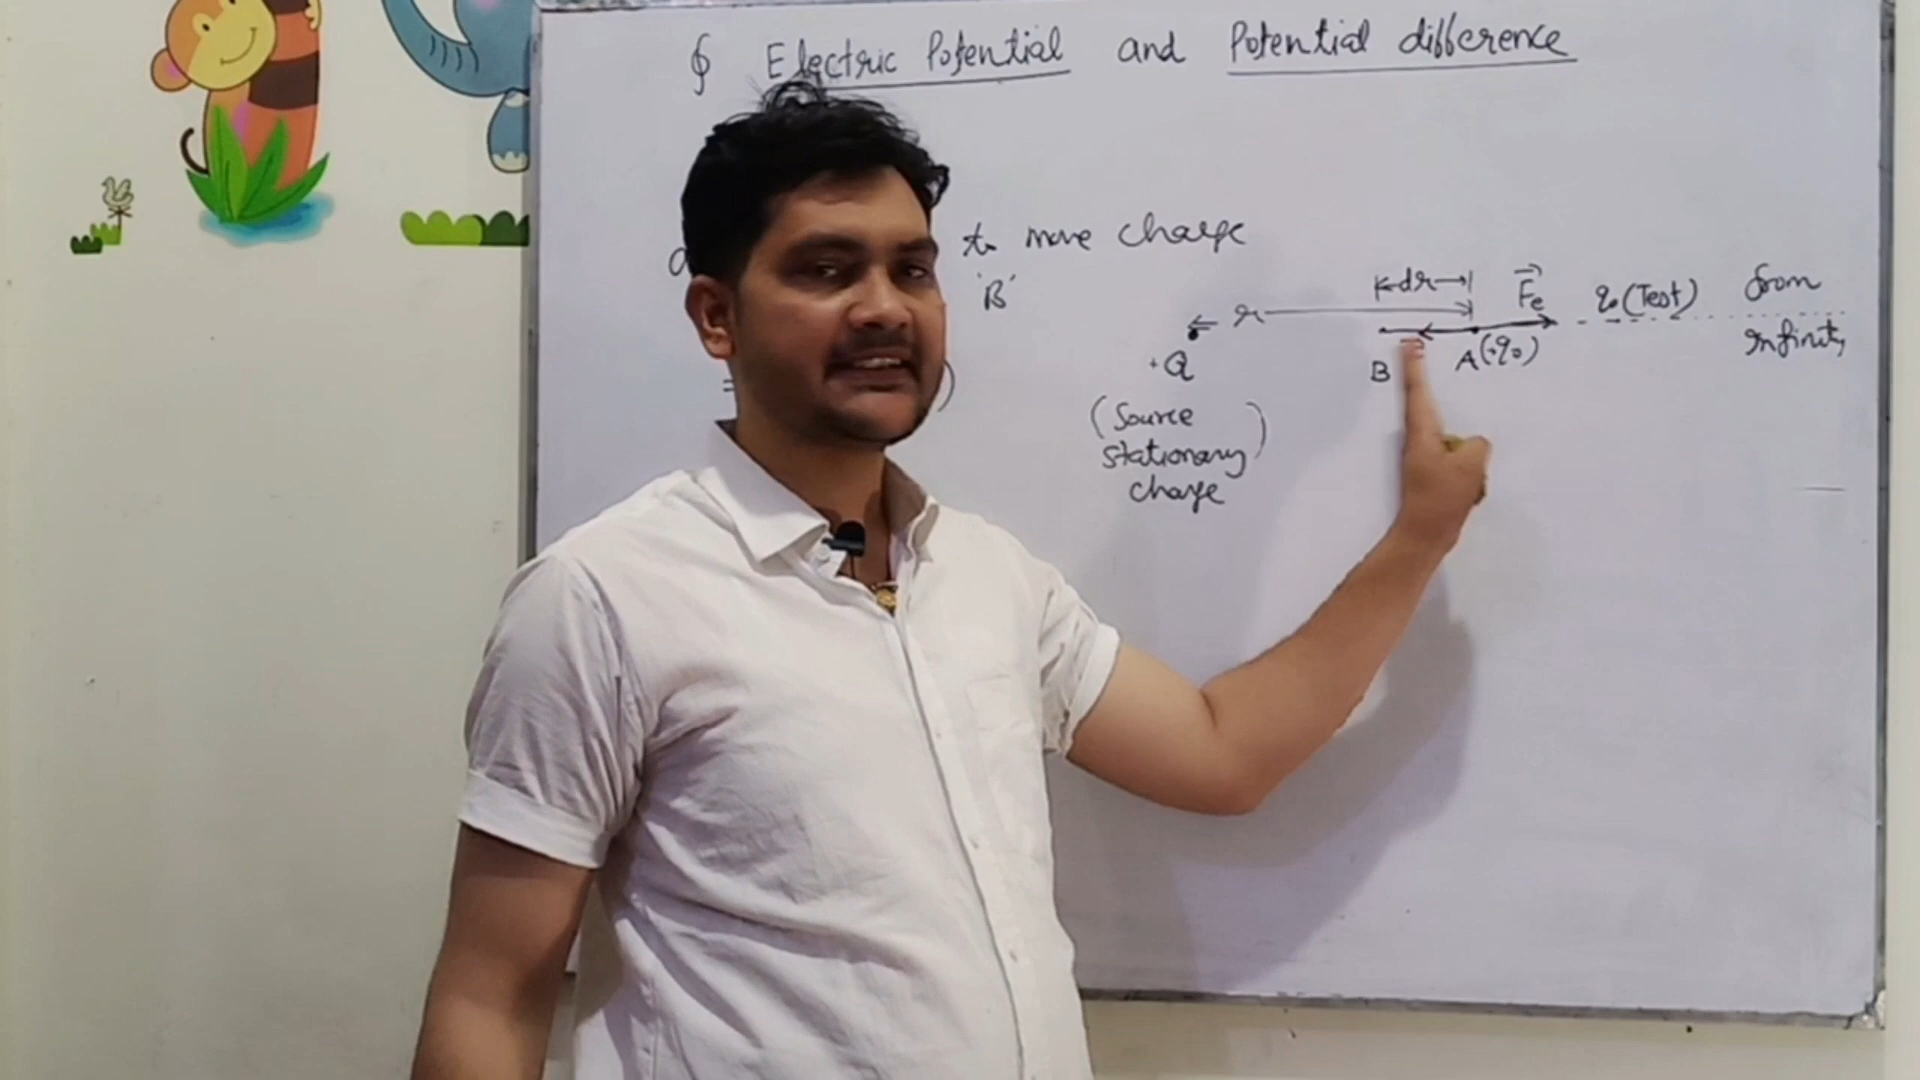 ∮ Electric Potential and Potential difference
to move charge
'B'
=
)
|← dr →|
F⃗e
q₀ (Test) from
infinity
r
+Q
B
A(+q₀)
(Source
stationary)
charge